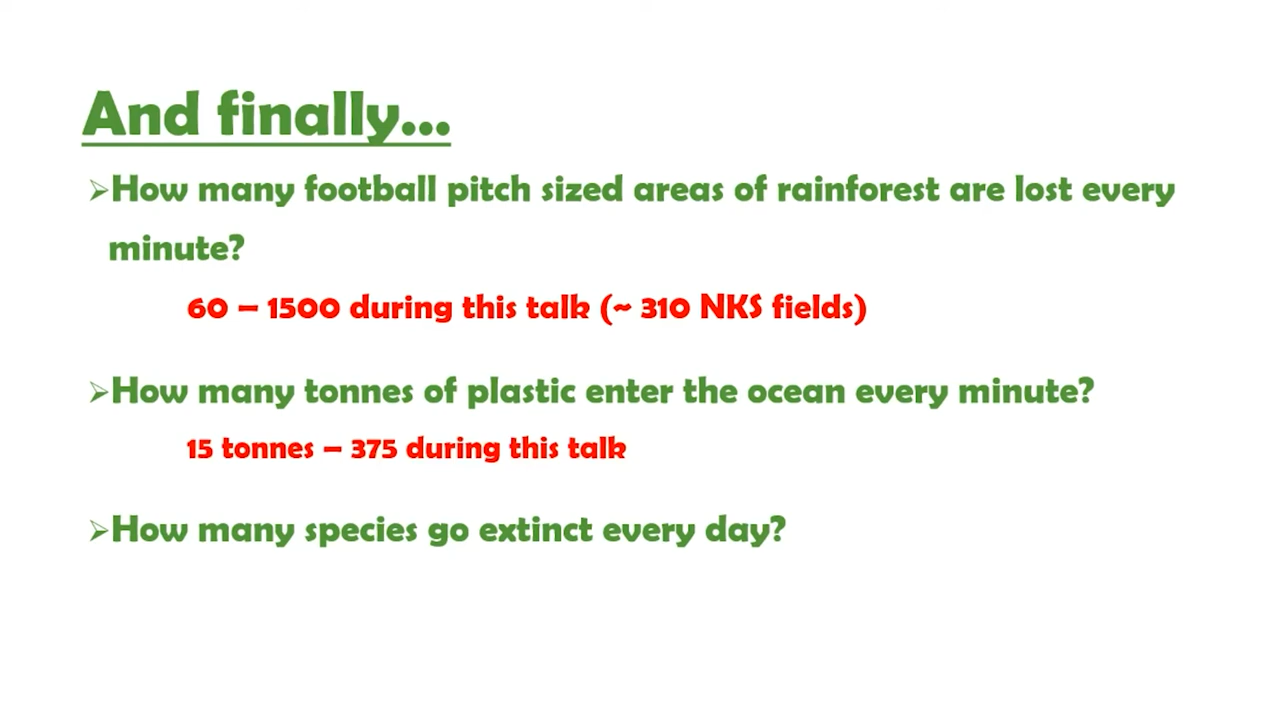 And finally...
➢How many football pitch sized areas of rainforest are lost every
minute?
60 – 1500 during this talk (~ 310 NKS fields)
➢How many tonnes of plastic enter the ocean every minute?
15 tonnes – 375 during this talk
➢How many species go extinct every day?